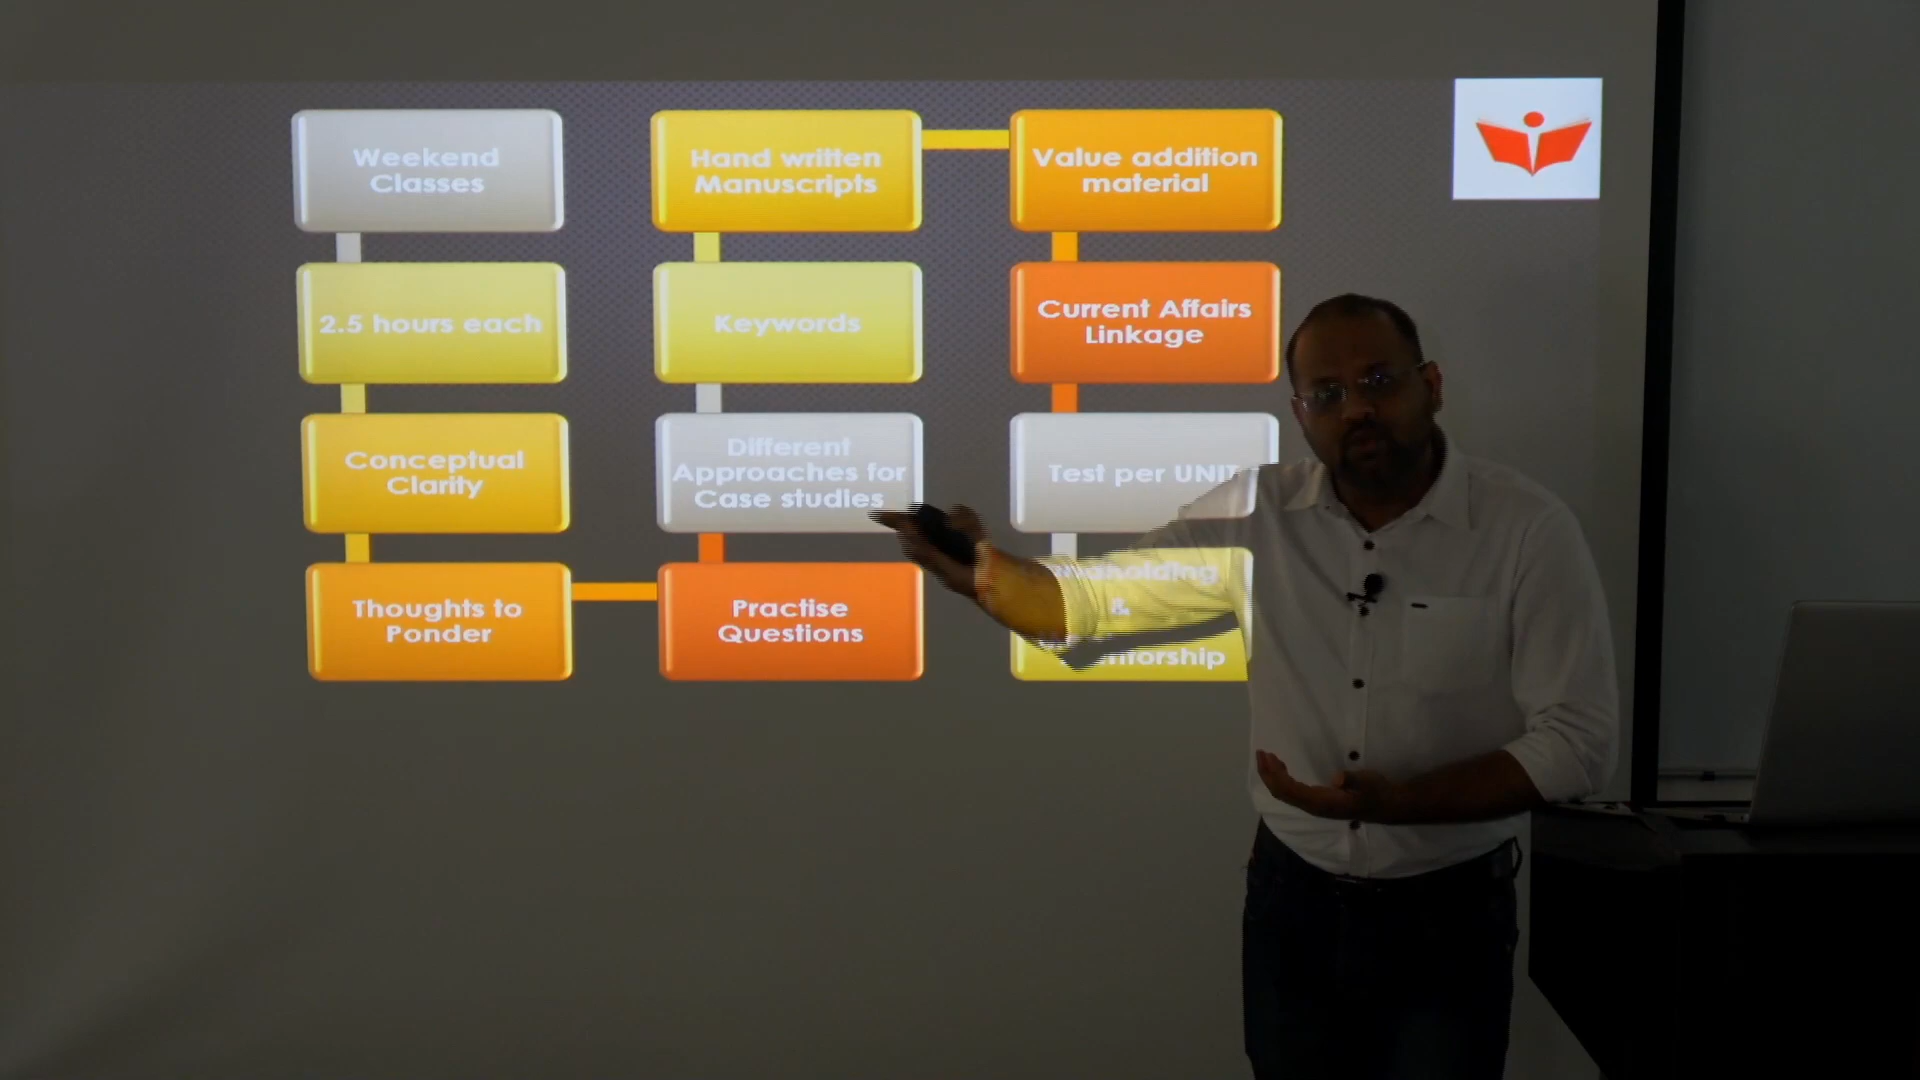 Weekend
Classes
2.5 hours each
Conceptual
Clarity
Thoughts to
Ponder
Practise
Questions
Different
Approaches for
Case studies
Keywords
Hand written
Manuscripts
Value addition
material
Current Affairs
Linkage
Test per UNIT
&